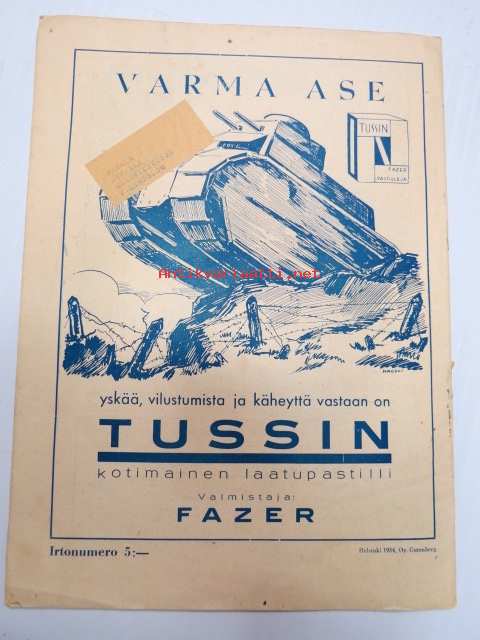 VARMA ASE
TUSSIN
FAZER
PASTILLEJA
Antikvariaatti.net
yskää, vilustumista ja käheyttä vastaan on
TUSSIN
kotimainen laatupastilli
Valmistaja:
FAZER
Irtonumero 5:—
Helsinki 1934, Oy. Gutenberg